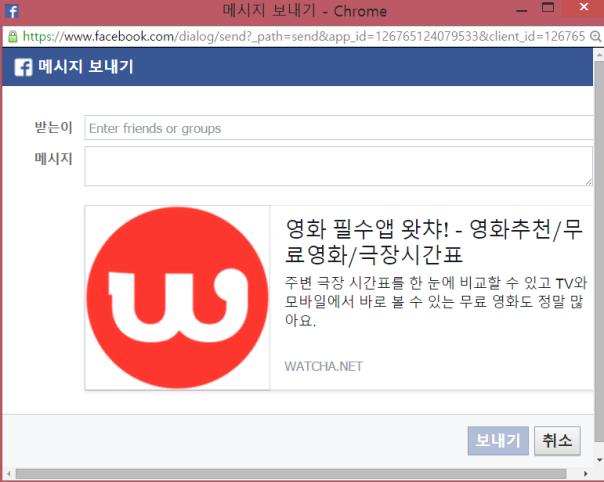 메시지 보내기 - Chrome
https://www.facebook.com/dialog/send?_path=send&app_id=126765124079533&client_id=126765
메시지 보내기
받는이 Enter friends or groups
메시지
영화 필수앱 왓챠! - 영화추천/무
료영화/극장시간표
주변 극장 시간표를 한 눈에 비교할 수 있고 TV와
모바일에서 바로 볼 수 있는 무료 영화도 정말 많
아요.
WATCHA.NET
보내기 취소